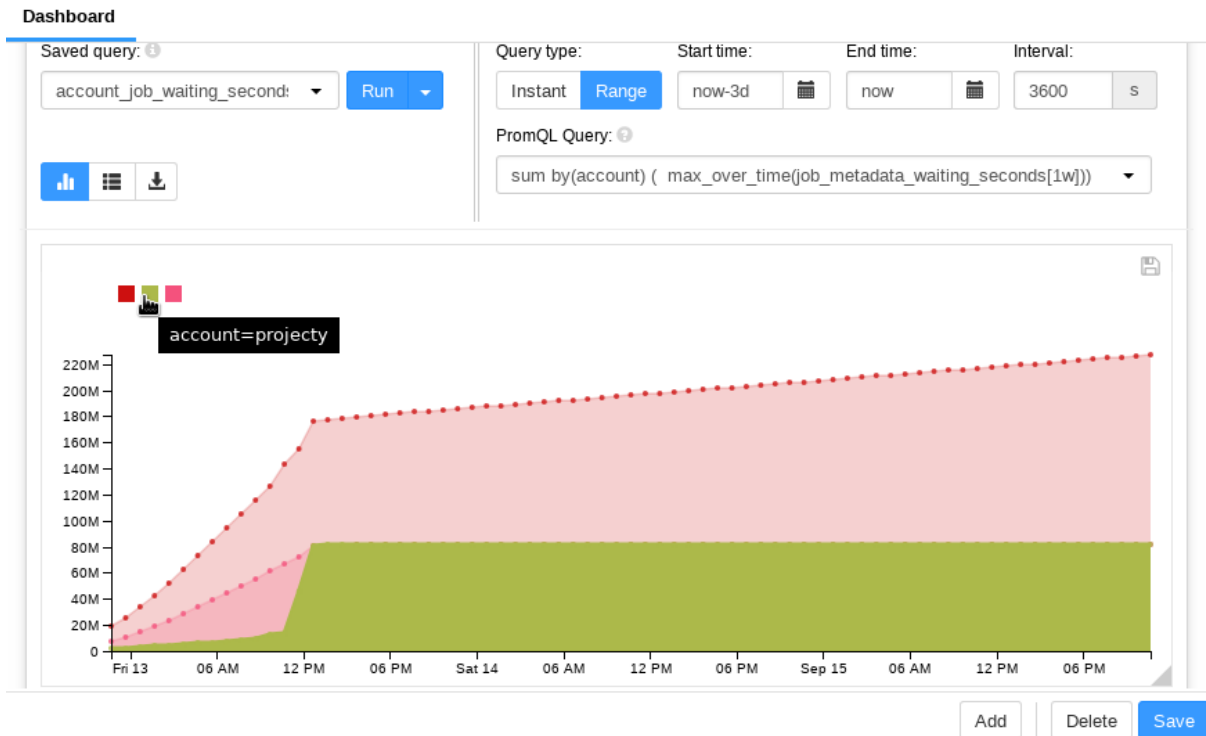 Dashboard
Saved query:
Query type:
Start time:
End time:
Interval:
Run
Instant
Range
now-3d
now
3600
s
PromQL Query:
sum by(account) ( max_over_time(job_metadata_waiting_seconds[1w]))
account=projecty
220M
200M
180M
160M
140M
120M
100M
80M
60M
40M
20M
0
Fri 13
06 AM
12 PM
06 PM
Sat 14
06 AM
12 PM
06 PM
Sep 15
06 AM
12 PM
06 PM
Add
Delete
Save